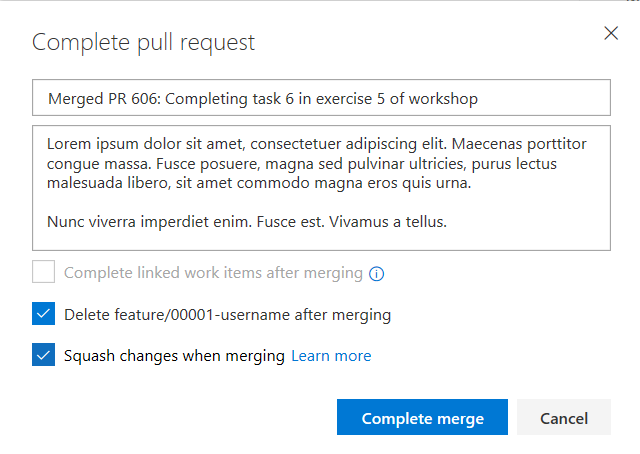 Complete pull request
Merged PR 606: Completing task 6 in exercise 5 of workshop
Lorem ipsum dolor sit amet, consectetuer adipiscing elit. Maecenas porttitor
congue massa. Fusce posuere, magna sed pulvinar ultricies, purus lectus
malesuada libero, sit amet commodo magna eros quis urna.
Nunc viverra imperdiet enim. Fusce est. Vivamus a tellus.
Complete linked work items after merging
Delete feature/00001-username after merging
Squash changes when merging Learn more
Complete merge Cancel